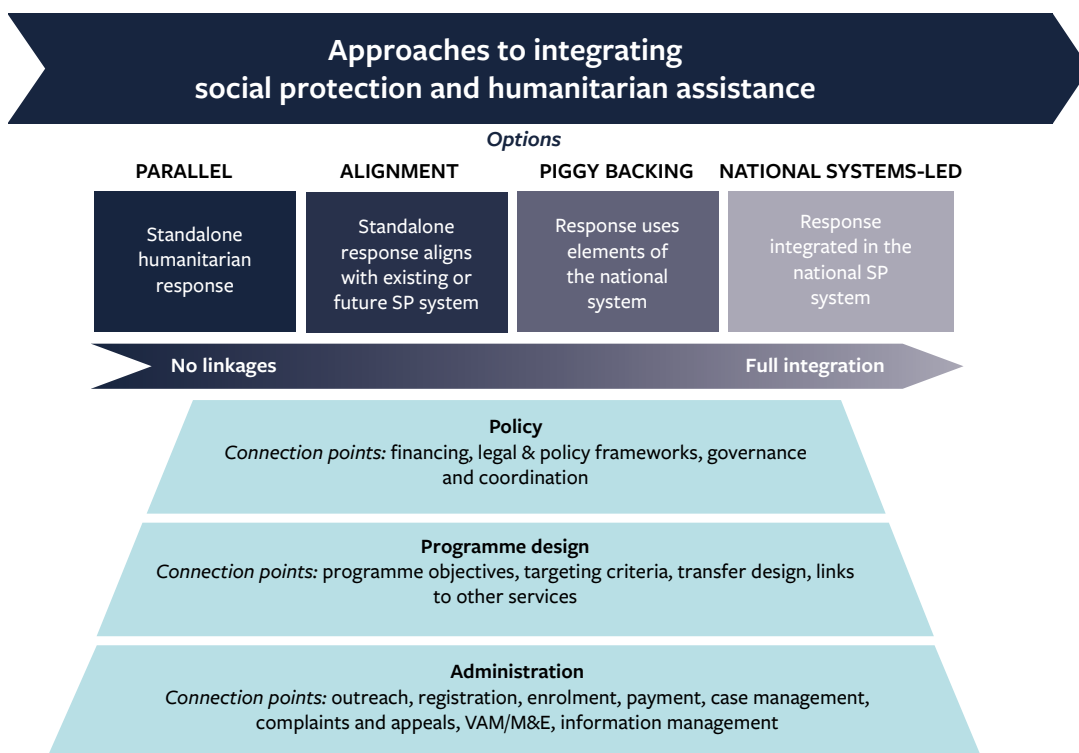 Approaches to integrating
social protection and humanitarian assistance
Options
PARALLEL
ALIGNMENT
PIGGY BACKING
NATIONAL SYSTEMS-LED
Standalone
humanitarian
response
Standalone
response aligns
with existing or
future SP system
Response uses
elements of
the national
system
Response
integrated in the
national SP
system
No linkages
Full integration
Policy
Connection points: financing, legal & policy frameworks, governance
and coordination
Programme design
Connection points: programme objectives, targeting criteria, transfer design, links
to other services
Administration
Connection points: outreach, registration, enrolment, payment, case management,
complaints and appeals, VAM/M&E, information management